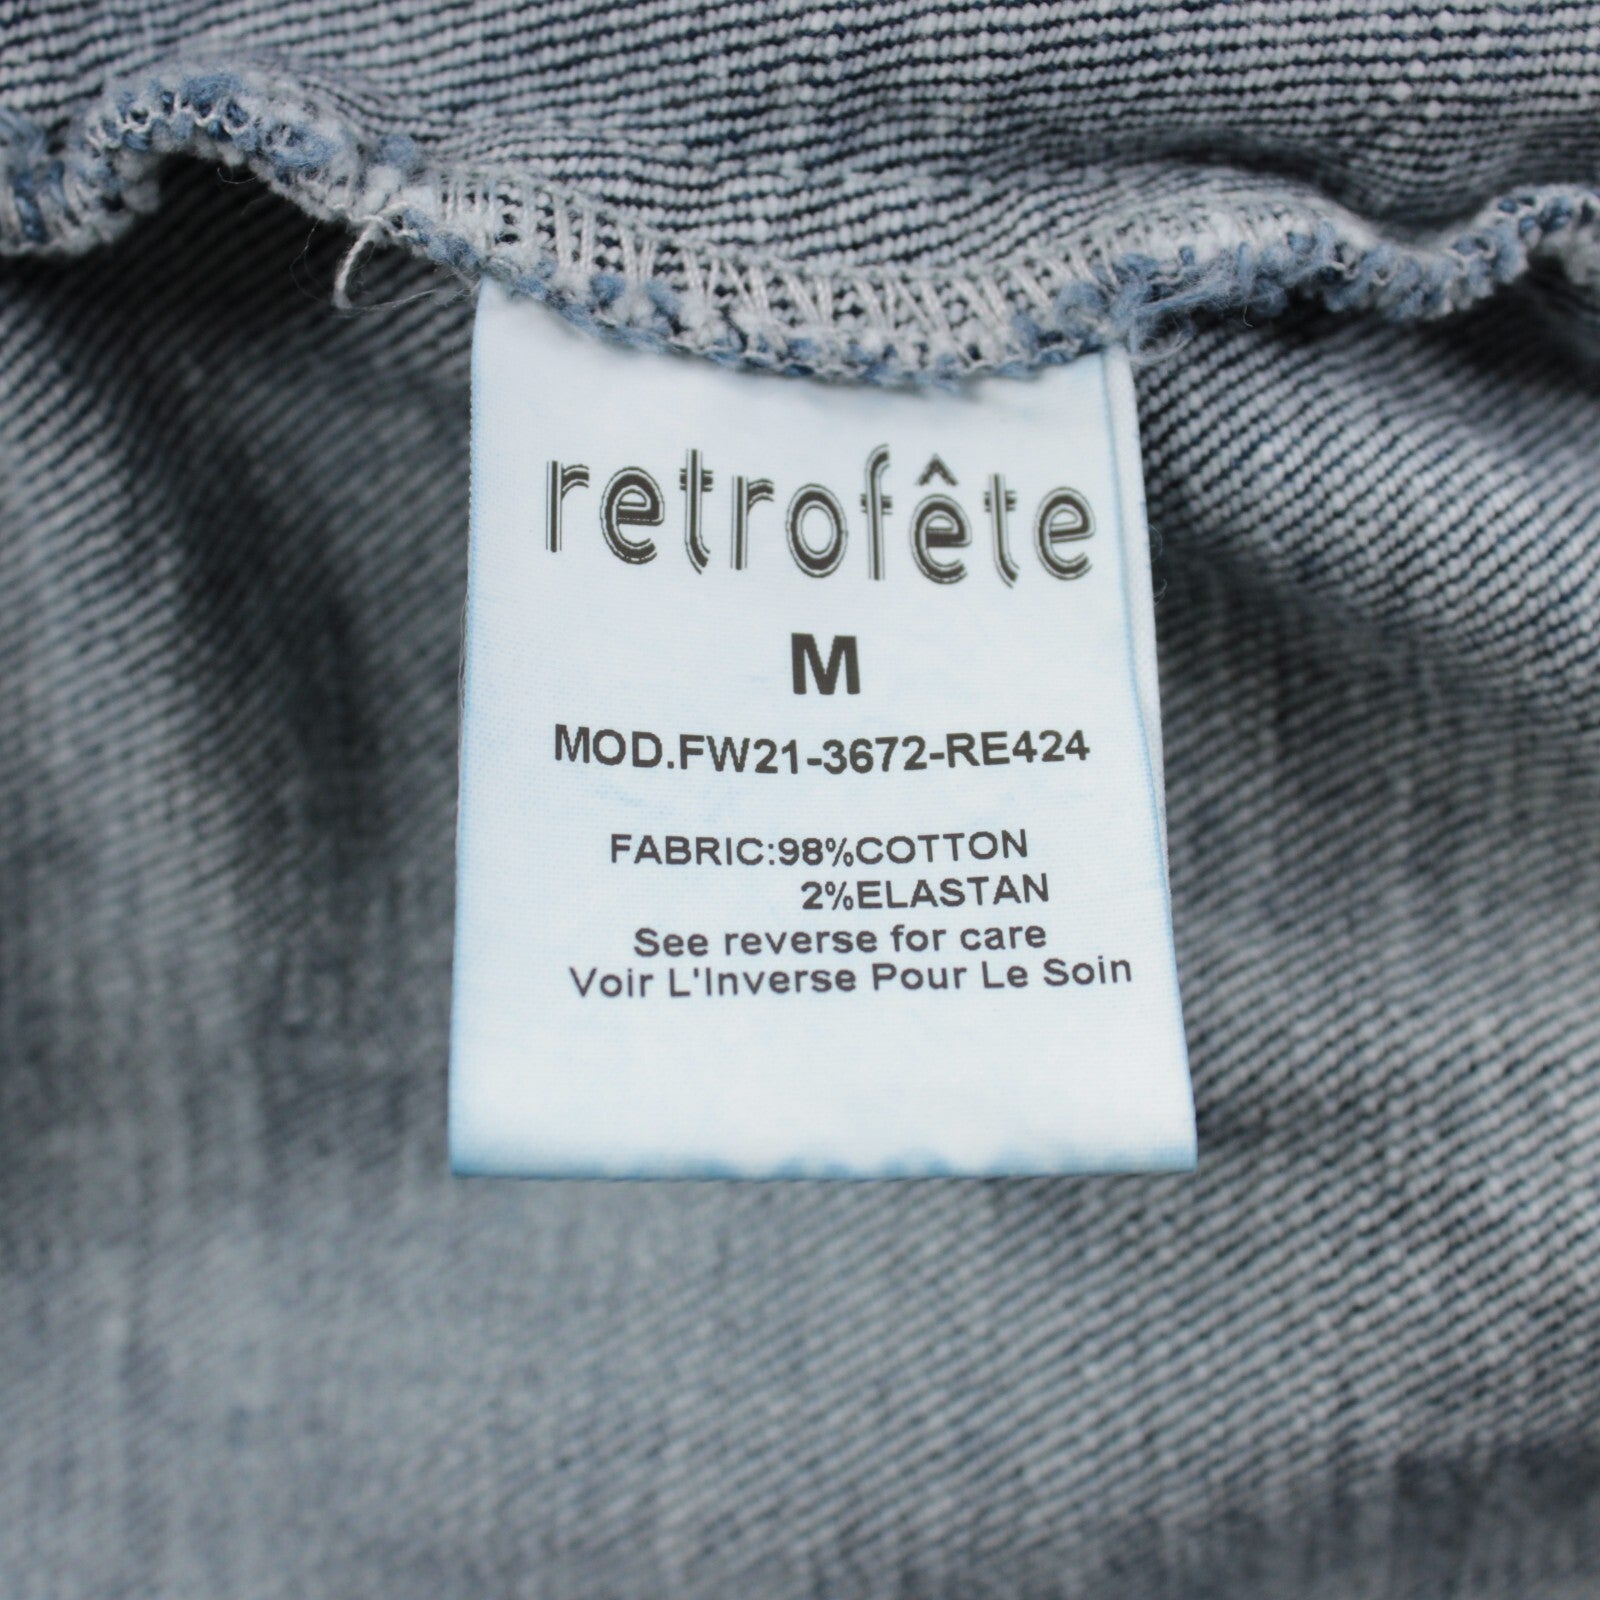 retrofête
M
MOD.FW21-3672-RE424
FABRIC:98%COTTON
2%ELASTAN
See reverse for care
Voir L'Inverse Pour Le Soin